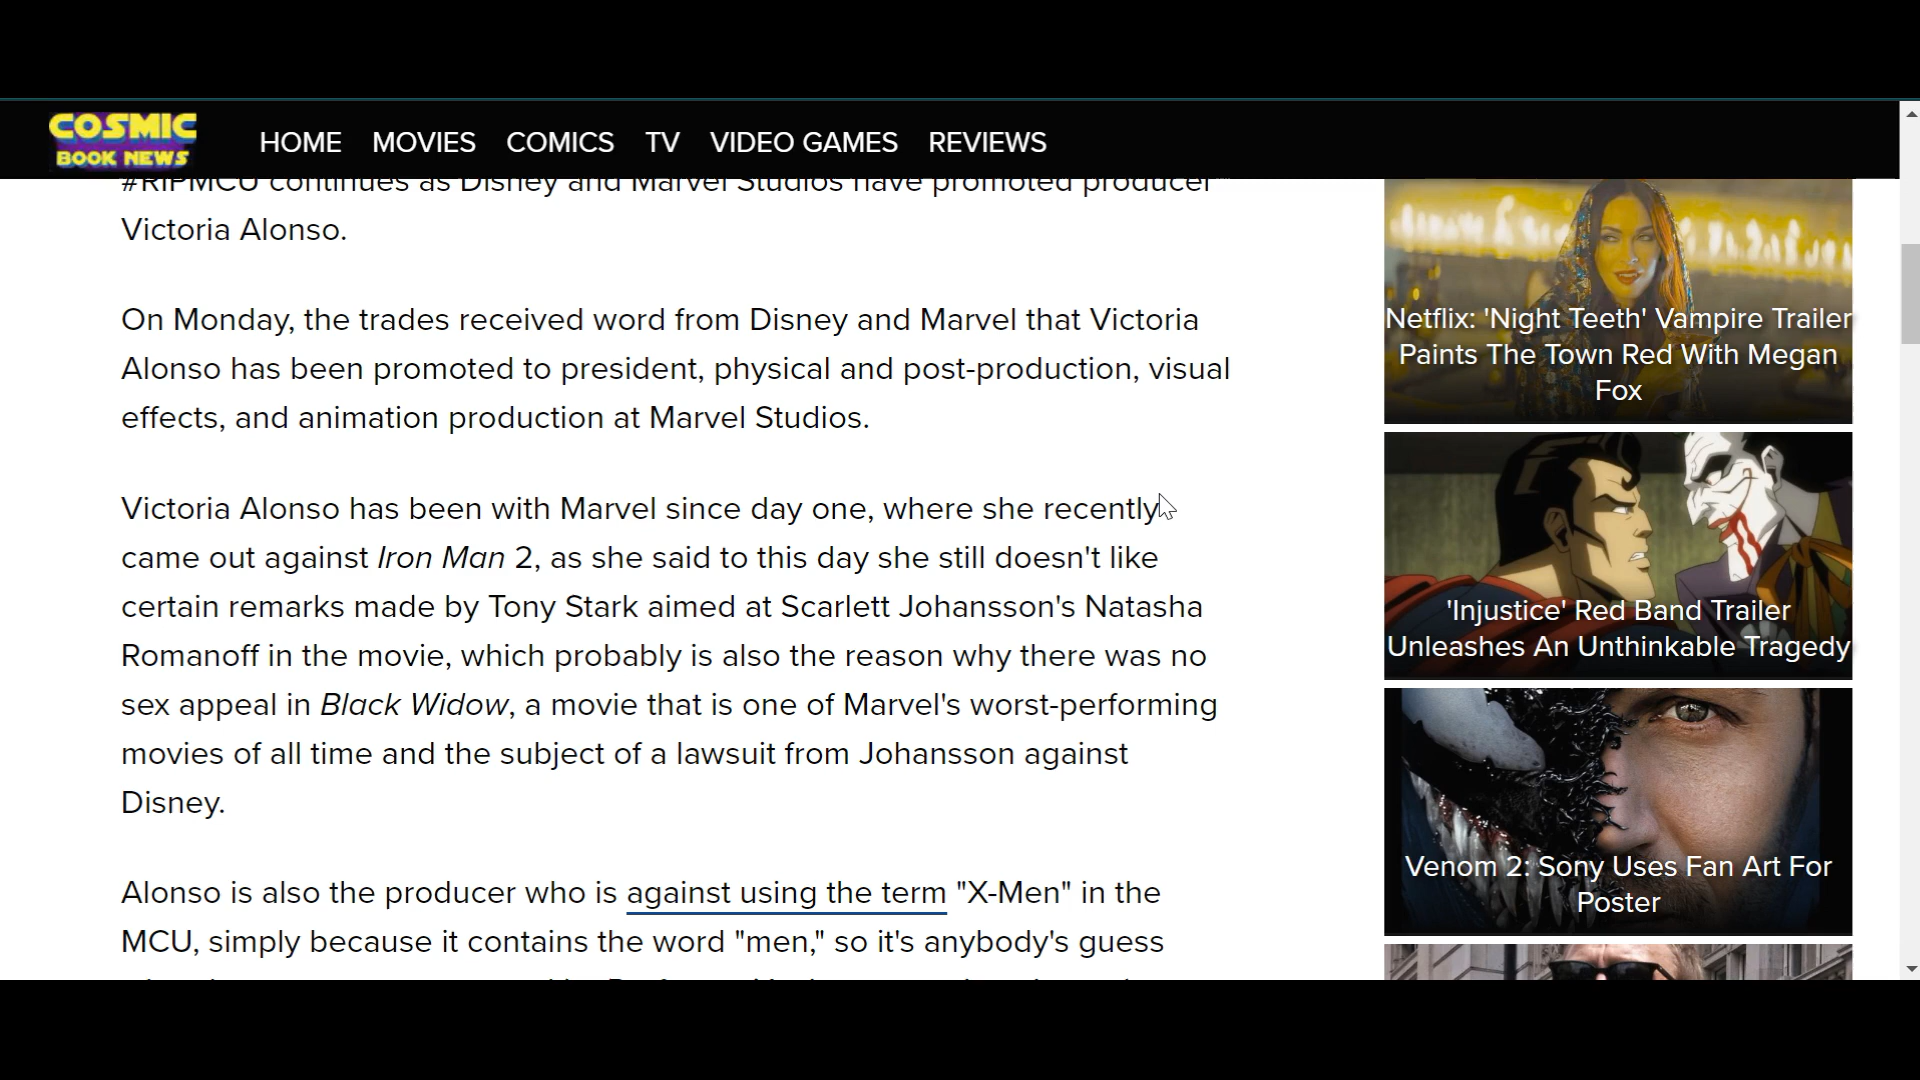 COSMIC
BOOK NEWS
HOME MOVIES COMICS TV VIDEO GAMES REVIEWS
#RIPMCU continues as Disney and Marvel Studios have promoted producer
Victoria Alonso.
On Monday, the trades received word from Disney and Marvel that Victoria
Alonso has been promoted to president, physical and post-production, visual
effects, and animation production at Marvel Studios.
Victoria Alonso has been with Marvel since day one, where she recently
came out against Iron Man 2, as she said to this day she still doesn't like
certain remarks made by Tony Stark aimed at Scarlett Johansson's Natasha
Romanoff in the movie, which probably is also the reason why there was no
sex appeal in Black Widow, a movie that is one of Marvel's worst-performing
movies of all time and the subject of a lawsuit from Johansson against
Disney.
Alonso is also the producer who is against using the term "X-Men" in the
MCU, simply because it contains the word "men," so it's anybody's guess
Netflix: 'Night Teeth' Vampire Trailer
Paints The Town Red With Megan
Fox
'Injustice' Red Band Trailer
Unleashes An Unthinkable Tragedy
Venom 2: Sony Uses Fan Art For
Poster